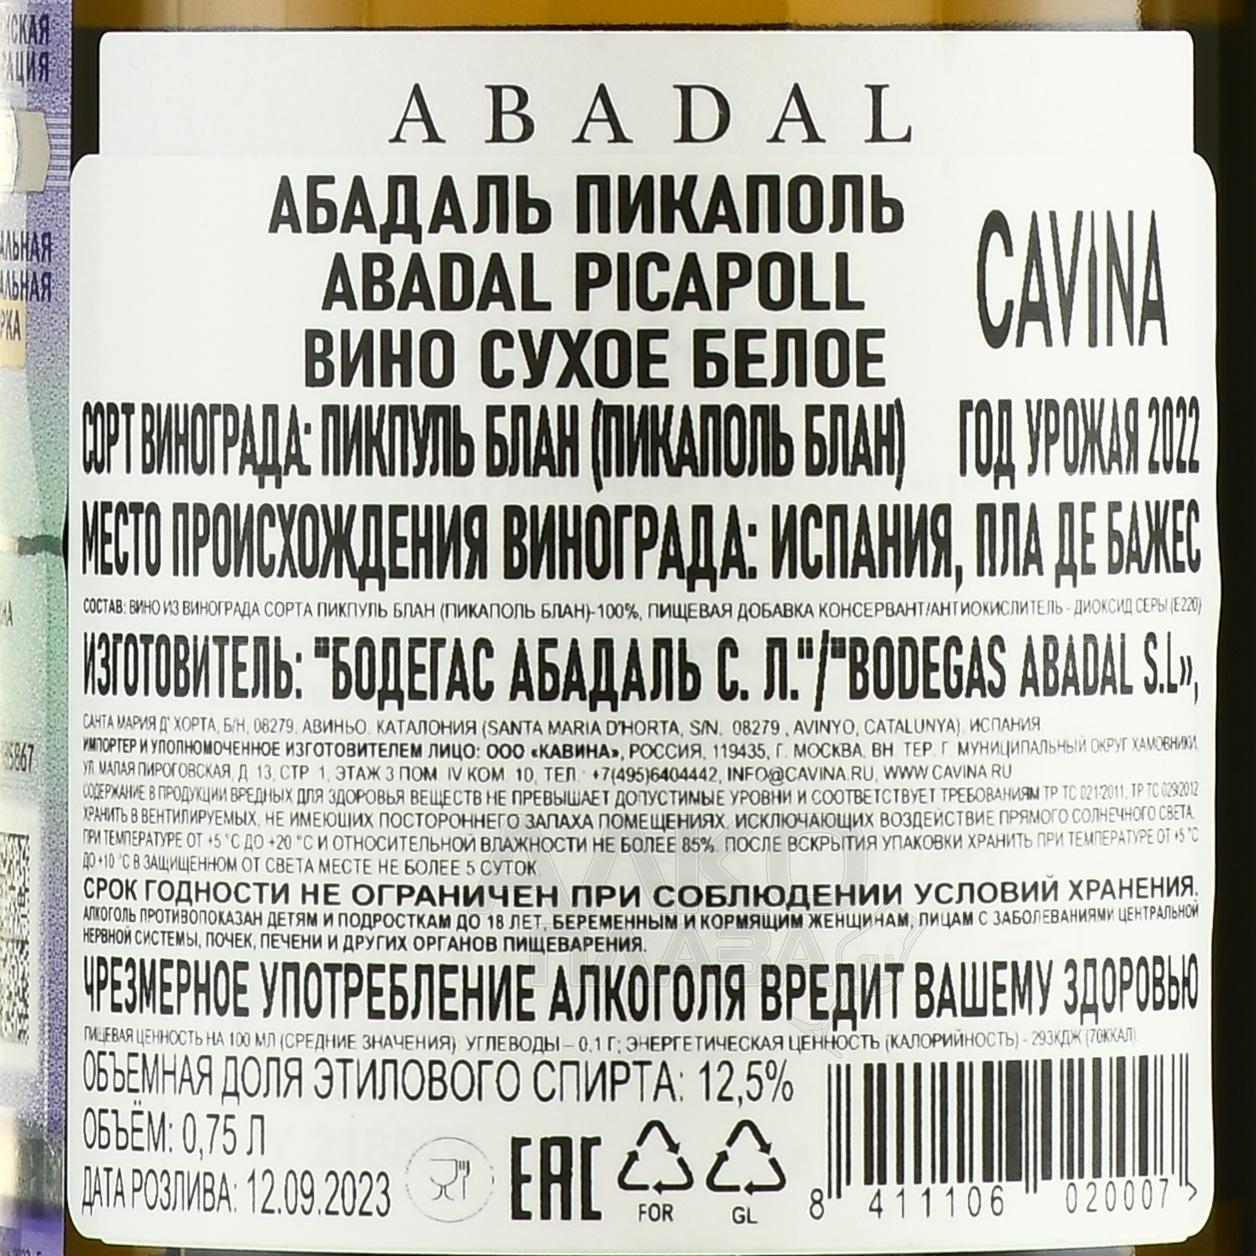 ABADAL
АБАДАЛЬ ПИКАПОЛЬ
ABADAL PICAPOLL
ВИНО СУХОЕ БЕЛОЕ
CAVINA
СОРТ ВИНОГРАДА: ПИКПУЛЬ БЛАН (ПИКАПОЛЬ БЛАН) ГОД УРОЖАЯ 2022
МЕСТО ПРОИСХОЖДЕНИЯ ВИНОГРАДА: ИСПАНИЯ, ПЛА ДЕ БАЖЕС
СОСТАВ: ВИНО ИЗ ВИНОГРАДА СОРТА ПИКПУЛЬ БЛАН (ПИКАПОЛЬ БЛАН)-100%, ПИЩЕВАЯ ДОБАВКА КОНСЕРВАНТ/АНТИОКИСЛИТЕЛЬ - ДИОКСИД СЕРЫ (Е220)
ИЗГОТОВИТЕЛЬ: "БОДЕГАС АБАДАЛЬ С. Л."/"BODEGAS ABADAL S.L»,
САНТА МАРИЯ Д' ХОРТА, Б/Н, 08279, АВИНЬО. КАТАЛОНИЯ (SANTA MARIA D'HORTA, S/N, 08279, AVINYO, CATALUNYA), ИСПАНИЯ
ИМПОРТЕР И УПОЛНОМОЧЕННОЕ ИЗГОТОВИТЕЛЕМ ЛИЦО: ООО «КАВИНА», РОССИЯ, 119435, Г. МОСКВА, ВН. ТЕР. Г. МУНИЦИПАЛЬНЫЙ ОКРУГ ХАМОВНИКИ,
УЛ. МАЛАЯ ПИРОГОВСКАЯ, Д. 13, СТР. 1, ЭТАЖ 3 ПОМ. IV КОМ. 10, ТЕЛ.: +7(495)6404442, INFO@CAVINA.RU, WWW.CAVINA.RU
СОДЕРЖАНИЕ В ПРОДУКЦИИ ВРЕДНЫХ ДЛЯ ЗДОРОВЬЯ ВЕЩЕСТВ НЕ ПРЕВЫШАЕТ ДОПУСТИМЫЕ УРОВНИ И СООТВЕТСТВУЕТ ТРЕБОВАНИЯМ ТР ТС 021/2011, ТР ТС 029/2012
ХРАНИТЬ В ВЕНТИЛИРУЕМЫХ, НЕ ИМЕЮЩИХ ПОСТОРОННЕГО ЗАПАХА ПОМЕЩЕНИЯХ, ИСКЛЮЧАЮЩИХ ВОЗДЕЙСТВИЕ ПРЯМОГО СОЛНЕЧНОГО СВЕТА,
ПРИ ТЕМПЕРАТУРЕ ОТ +5 °С ДО +20 °С И ОТНОСИТЕЛЬНОЙ ВЛАЖНОСТИ НЕ БОЛЕЕ 85%. ПОСЛЕ ВСКРЫТИЯ УПАКОВКИ ХРАНИТЬ ПРИ ТЕМПЕРАТУРЕ ОТ +5 °С
ДО +10 °С В ЗАЩИЩЕННОМ ОТ СВЕТА МЕСТЕ НЕ БОЛЕЕ 5 СУТОК.
СРОК ГОДНОСТИ НЕ ОГРАНИЧЕН ПРИ СОБЛЮДЕНИИ УСЛОВИЙ ХРАНЕНИЯ.
АЛКОГОЛЬ ПРОТИВОПОКАЗАН ДЕТЯМ И ПОДРОСТКАМ ДО 18 ЛЕТ, БЕРЕМЕННЫМ И КОРМЯЩИМ ЖЕНЩИНАМ, ЛИЦАМ С ЗАБОЛЕВАНИЯМИ ЦЕНТРАЛЬНОЙ
НЕРВНОЙ СИСТЕМЫ, ПОЧЕК, ПЕЧЕНИ И ДРУГИХ ОРГАНОВ ПИЩЕВАРЕНИЯ.
ЧРЕЗМЕРНОЕ УПОТРЕБЛЕНИЕ АЛКОГОЛЯ ВРЕДИТ ВАШЕМУ ЗДОРОВЬЮ
ПИЩЕВАЯ ЦЕННОСТЬ НА 100 МЛ (СРЕДНИЕ ЗНАЧЕНИЯ): УГЛЕВОДЫ – 0,1 Г; ЭНЕРГЕТИЧЕСКАЯ ЦЕННОСТЬ (КАЛОРИЙНОСТЬ) - 293КДЖ (70ККАЛ).
ОБЪЕМНАЯ ДОЛЯ ЭТИЛОВОГО СПИРТА: 12,5%
ОБЪЁМ: 0,75 Л
ДАТА РОЗЛИВА: 12.09.2023
EAC
FOR
GL
8 411106 020007 >